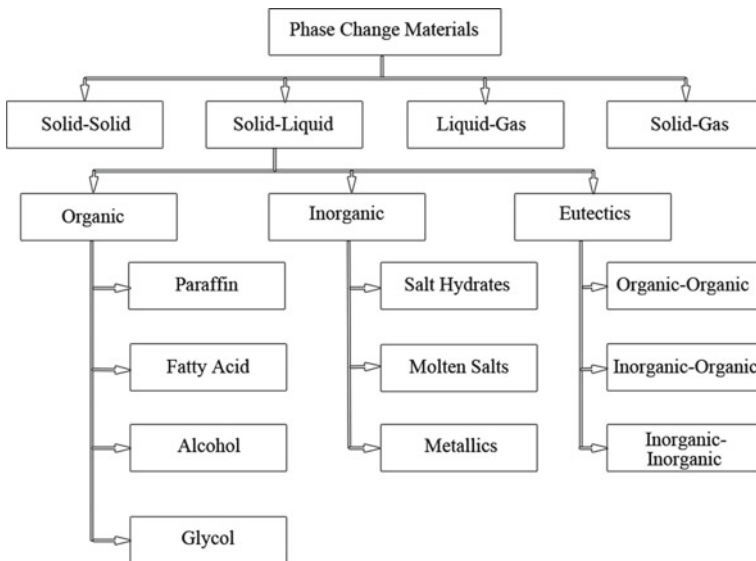 Phase Change Materials
Solid-Solid
Solid-Liquid
Liquid-Gas
Solid-Gas
Organic
Inorganic
Eutectics
Paraffin
Salt Hydrates
Organic-Organic
Fatty Acid
Molten Salts
Inorganic-Organic
Alcohol
Metallics
Inorganic-
Inorganic
Glycol